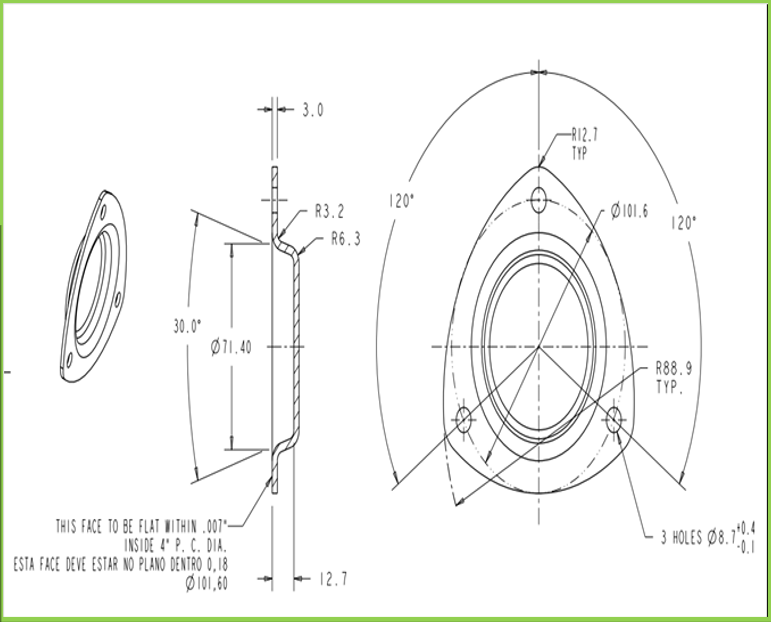 3.0
R12.7
TYP
120°
Ø101.6
120°
R3.2
R6.3
30.0°
Ø71.40
R88.9
TYP.
THIS FACE TO BE FLAT WITHIN .007"
INSIDE 4" P. C. DIA.
ESTA FACE DEVE ESTAR NO PLANO DENTRO 0,18
Ø101,60
3 HOLES Ø8.7 +0.4 -0.1
12.7